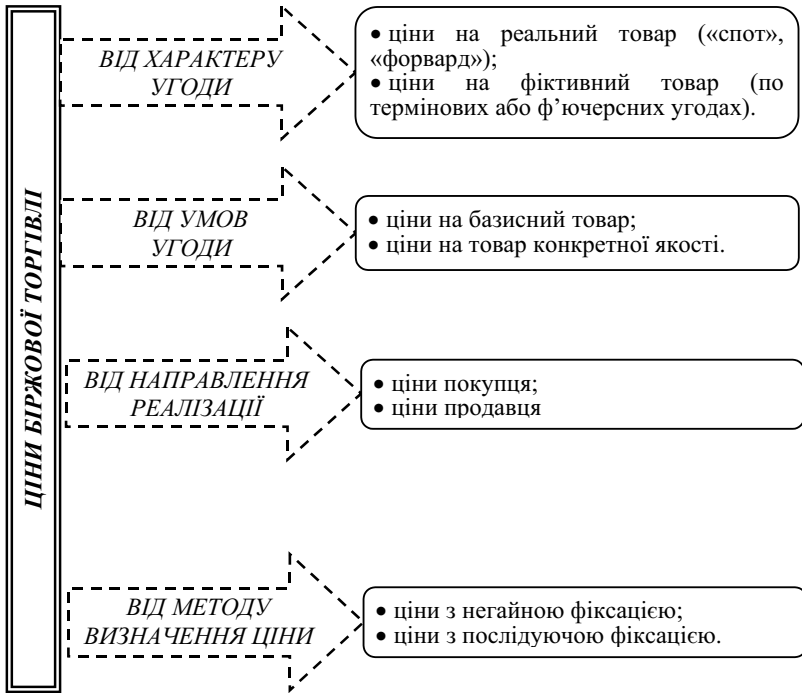 ЦІНИ БІРЖОВОЇ ТОРГІВЛІ
ВІД ХАРАКТЕРУ
УГОДИ
• ціни на реальний товар («спот»,
«форвард»);
• ціни на фіктивний товар (по
термінових або ф’ючерсних угодах).
ВІД УМОВ
УГОДИ
• ціни на базисний товар;
• ціни на товар конкретної якості.
ВІД НАПРАВЛЕННЯ
РЕАЛІЗАЦІЇ
• ціни покупця;
• ціни продавця
ВІД МЕТОДУ
ВИЗНАЧЕННЯ ЦІНИ
• ціни з негайною фіксацією;
• ціни з послідуючою фіксацією.